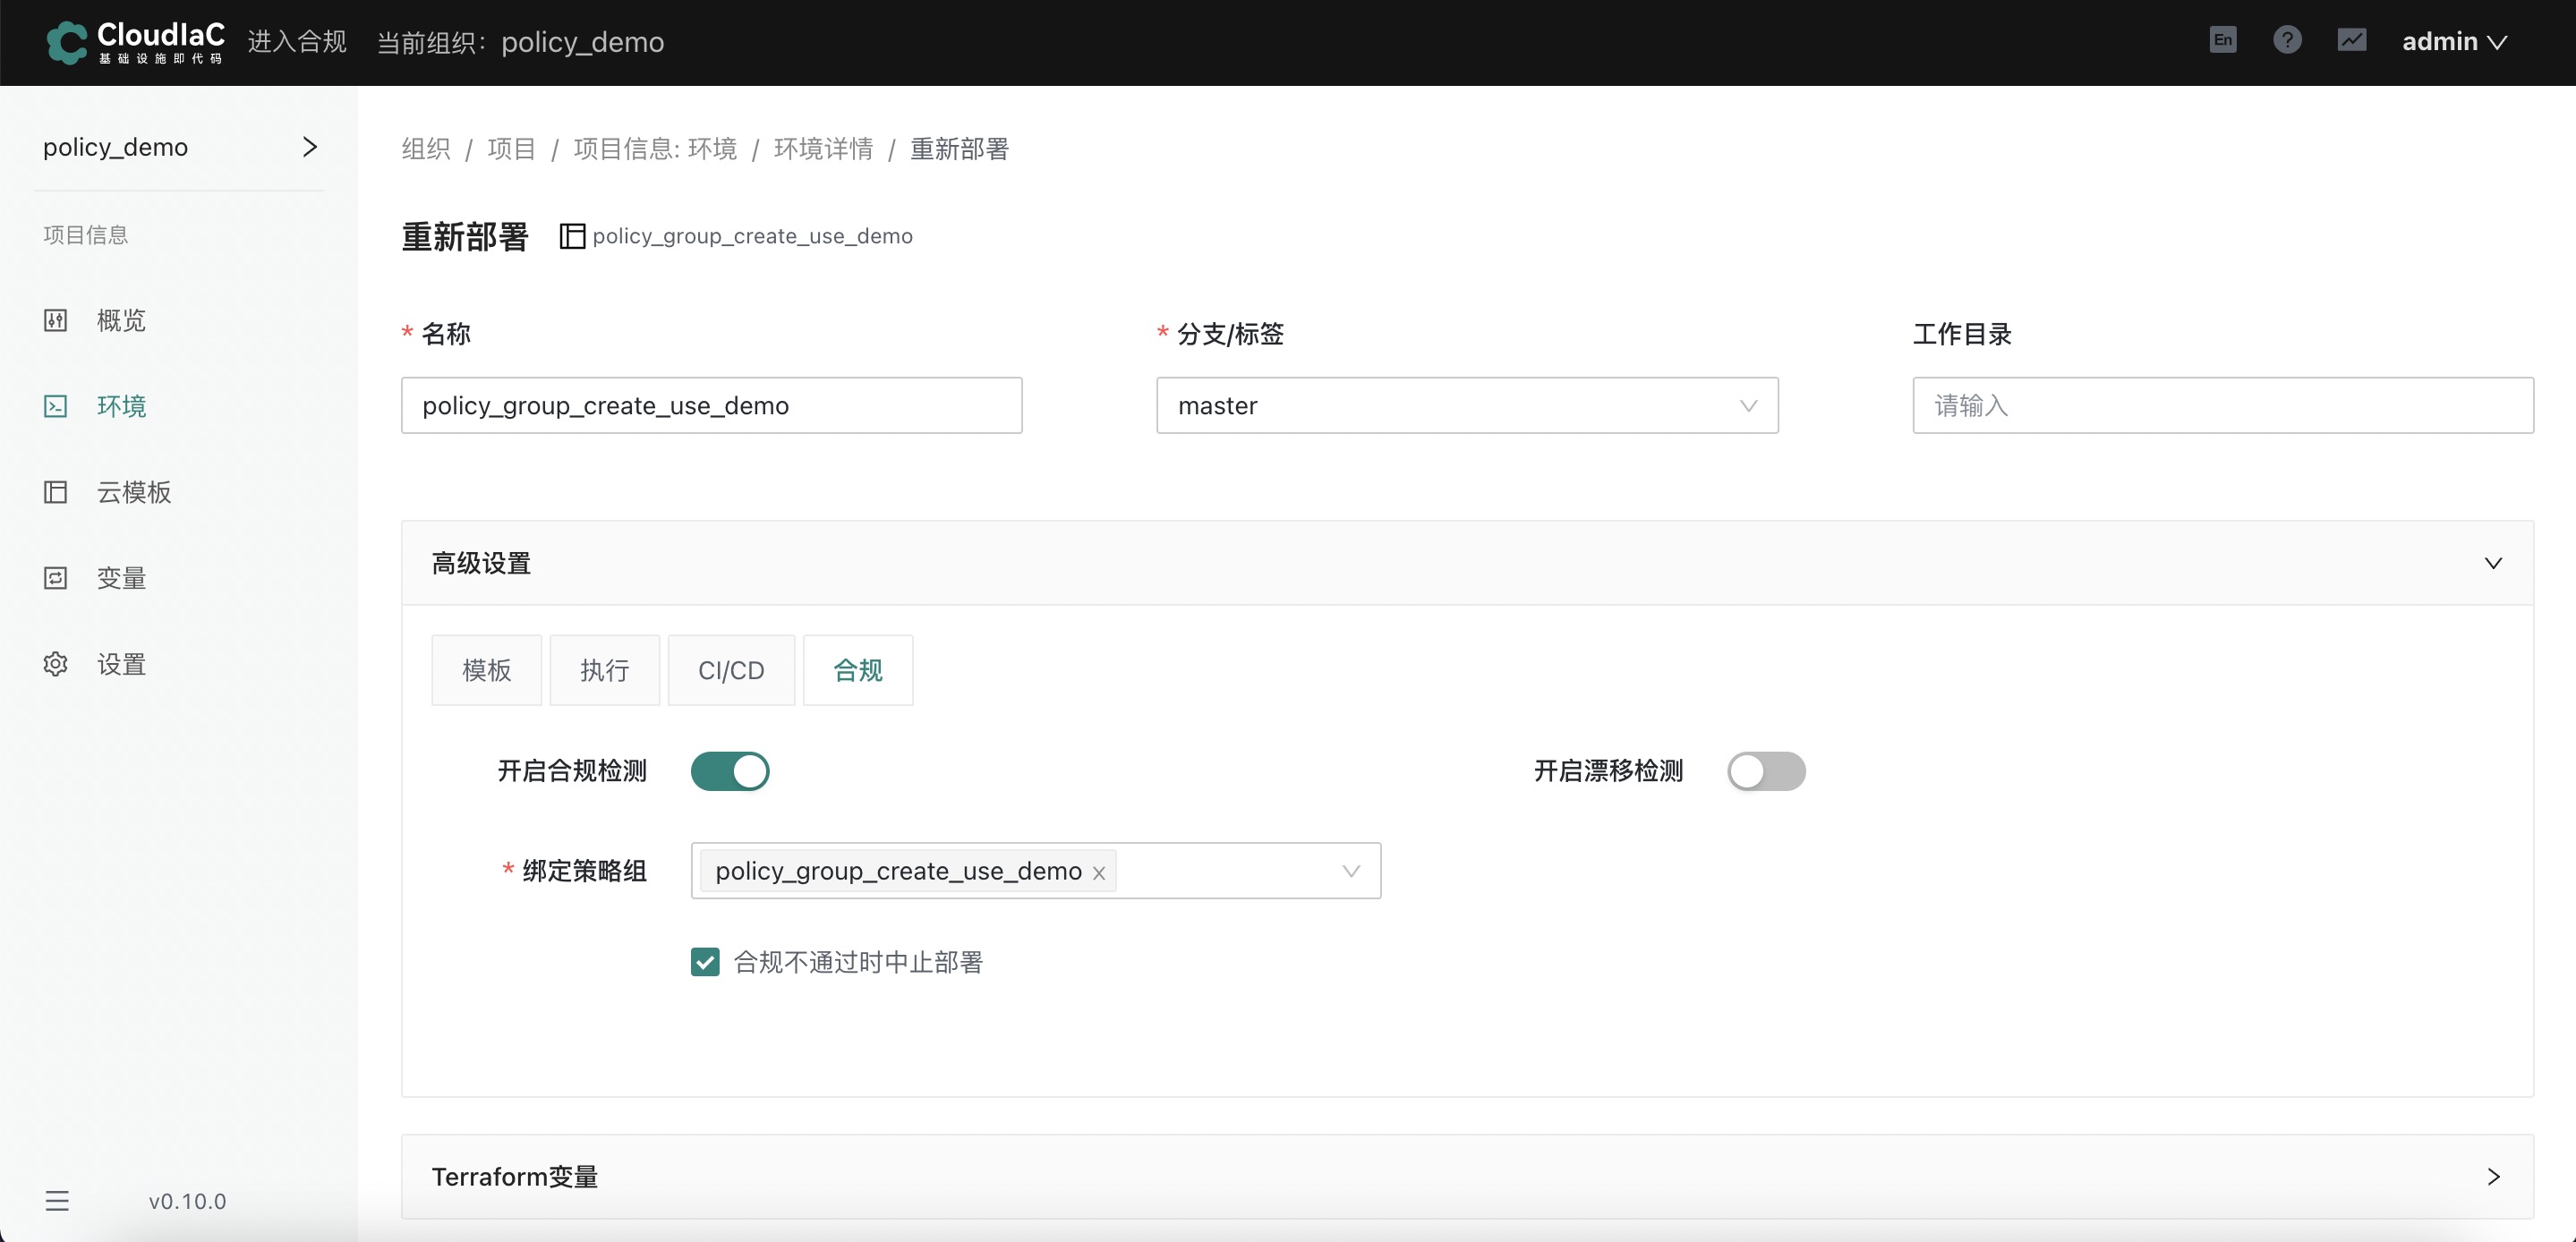 CloudIaC
基础设施即代码
进入合规
当前组织: policy_demo
En
admin
policy_demo
项目信息
概览
环境
云模板
变量
设置
v0.10.0
组织 / 项目 / 项目信息: 环境 / 环境详情 / 重新部署
重新部署 policy_group_create_use_demo
* 名称
* 分支/标签
工作目录
policy_group_create_use_demo
master
请输入
高级设置
模板 执行 CI/CD 合规
开启合规检测
开启漂移检测
* 绑定策略组
policy_group_create_use_demo x
合规不通过时中止部署
Terraform变量